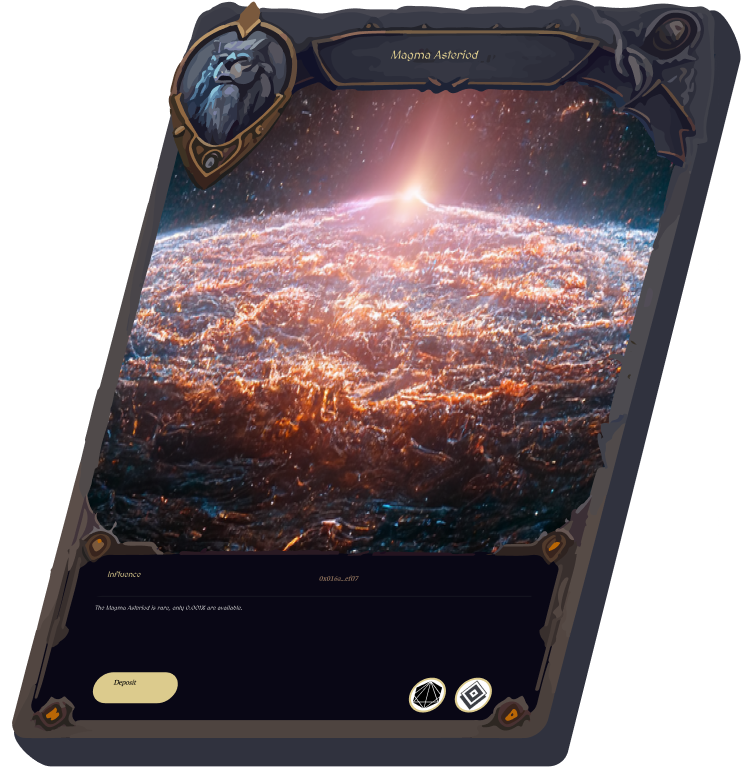 Magma Asteriod
Influence
0x016a...ef07
The Magma Asteriod is rare, only 0.001% are available.
Deposit